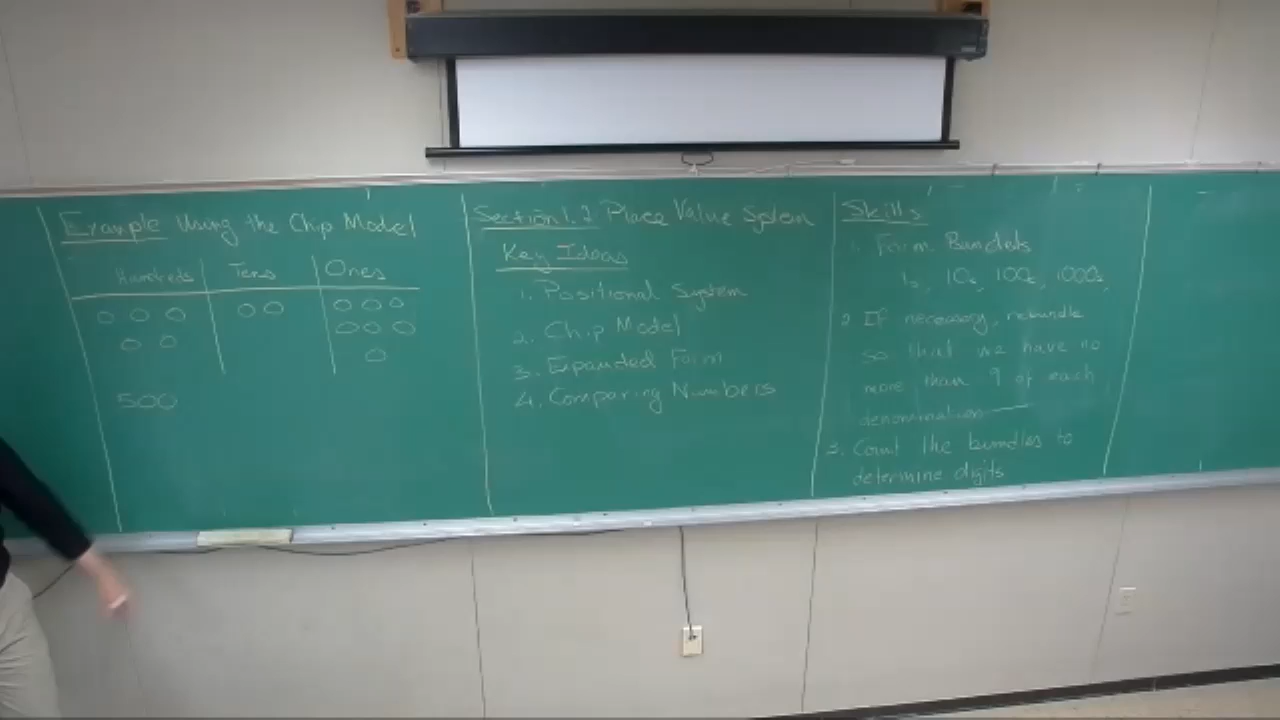 Example Using the Chip Model
Hundreds Tens Ones
500
Section 1.2 Place Value System
Key Ideas
1. Positional System
2. Chip Model
3. Expanded Form
4. Comparing Numbers
Skills
1. Form Bundels
1s, 10s, 100s, 1000s,
2. If necessary, rebundle
so that we have no
more than 9 of each
denomination
3. Count the bundles to
determine digits